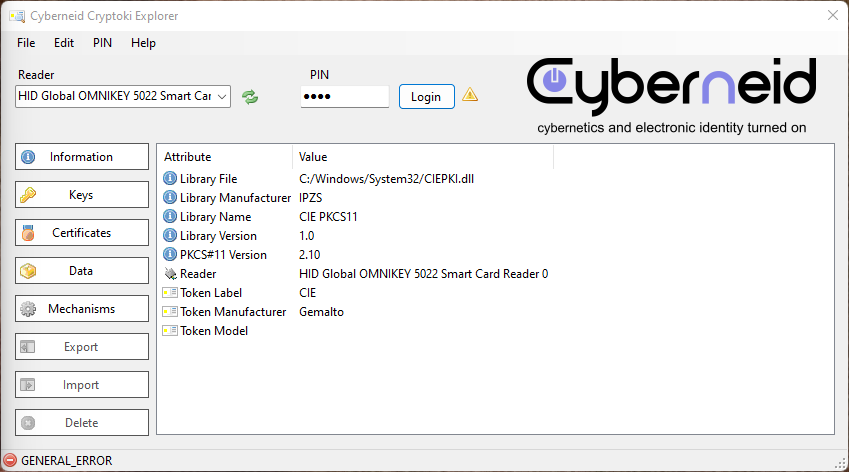 Cyberneid Cryptoki Explorer
File Edit PIN Help
Reader PIN
HID Global OMNIKEY 5022 Smart Car Login
Cyberneid
cybernetics and electronic identity turned on
Information
Keys
Certificates
Data
Mechanisms
Export
Import
Delete
Attribute Value
Library File C:/Windows/System32/CIEPKI.dll
Library Manufacturer IPZS
Library Name CIE PKCS11
Library Version 1.0
PKCS#11 Version 2.10
Reader HID Global OMNIKEY 5022 Smart Card Reader 0
Token Label CIE
Token Manufacturer Gemalto
Token Model
GENERAL_ERROR